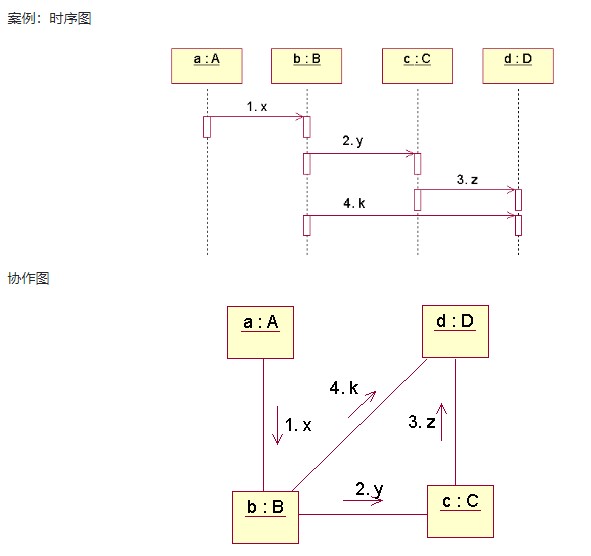 案例：时序图
a : A b : B c : C d : D
1. x
2. y
3. z
4. k
协作图
a : A d : D
4. k
1. x 3. z
2. y
b : B c : C